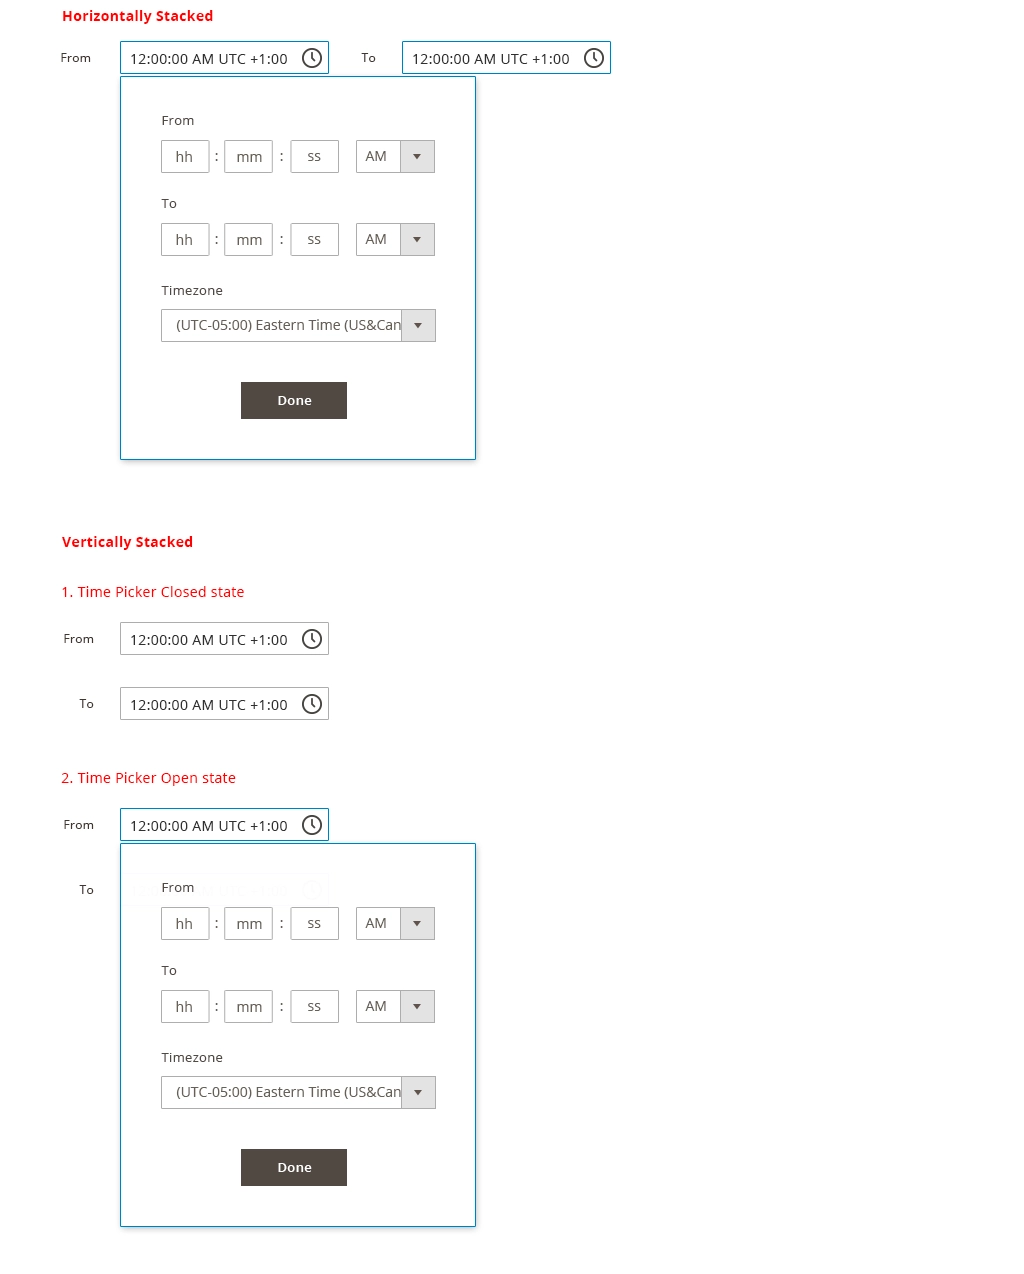 Horizontally Stacked
From 12:00:00 AM UTC +1:00 To 12:00:00 AM UTC +1:00
From
hh : mm : ss AM
To
hh : mm : ss AM
Timezone
(UTC-05:00) Eastern Time (US&Can
Done
Vertically Stacked
1. Time Picker Closed state
From 12:00:00 AM UTC +1:00
To 12:00:00 AM UTC +1:00
2. Time Picker Open state
From 12:00:00 AM UTC +1:00
To
From
hh : mm : ss AM
To
hh : mm : ss AM
Timezone
(UTC-05:00) Eastern Time (US&Can
Done